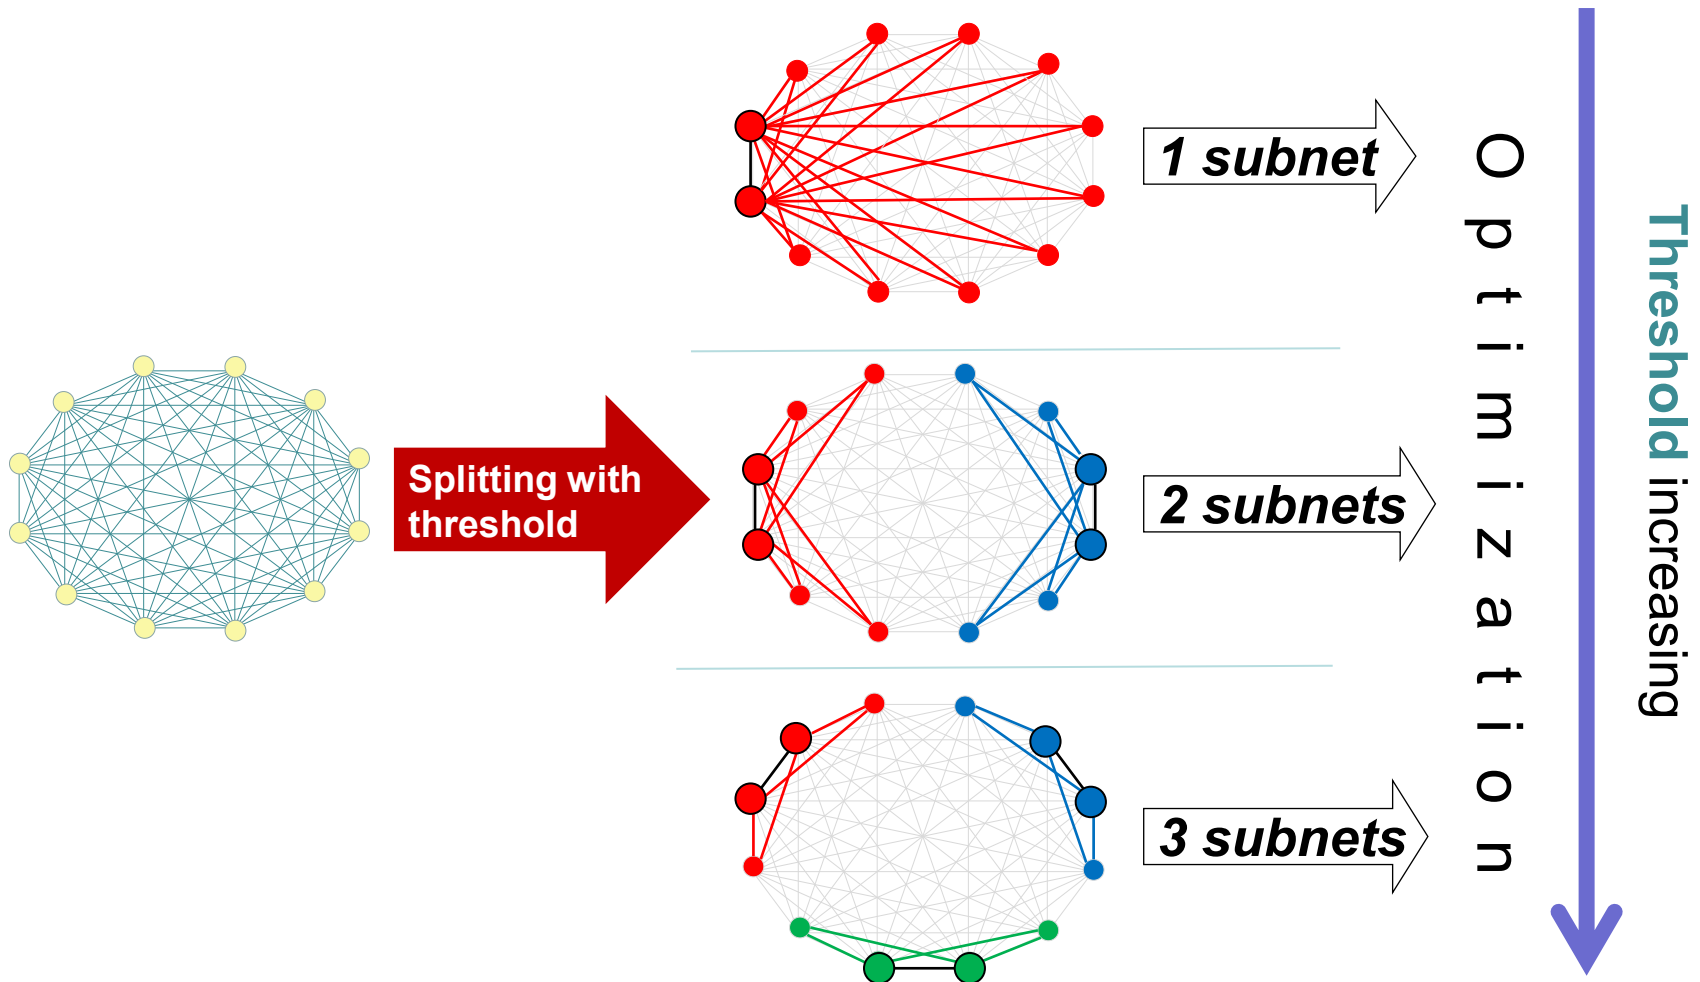 Splitting with
threshold
1 subnet
2 subnets
3 subnets
Optimization
Threshold increasing